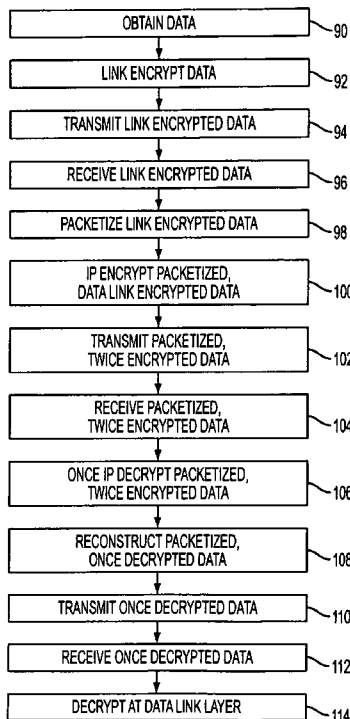 OBTAIN DATA
90
LINK ENCRYPT DATA
92
TRANSMIT LINK ENCRYPTED DATA
94
RECEIVE LINK ENCRYPTED DATA
96
PACKETIZE LINK ENCRYPTED DATA
98
IP ENCRYPT PACKETIZED,
DATA LINK ENCRYPTED DATA
100
TRANSMIT PACKETIZED,
TWICE ENCRYPTED DATA
102
RECEIVE PACKETIZED,
TWICE ENCRYPTED DATA
104
ONCE IP DECRYPT PACKETIZED,
TWICE ENCRYPTED DATA
106
RECONSTRUCT PACKETIZED,
ONCE DECRYPTED DATA
108
TRANSMIT ONCE DECRYPTED DATA
110
RECEIVE ONCE DECRYPTED DATA
112
DECRYPT AT DATA LINK LAYER
114